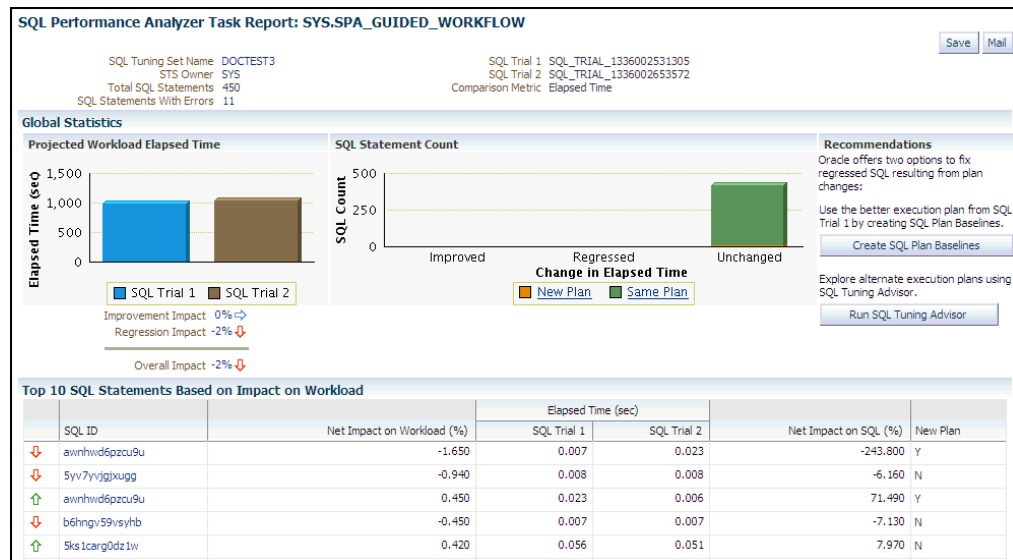 SQL Performance Analyzer Task Report: SYS.SPA_GUIDED_WORKFLOW
Save Mail
SQL Tuning Set Name DOCTEST3
STS Owner SYS
Total SQL Statements 450
SQL Statements With Errors 11
SQL Trial 1 SQL_TRIAL_1336002531305
SQL Trial 2 SQL_TRIAL_1336002653572
Comparison Metric Elapsed Time
Global Statistics
Projected Workload Elapsed Time
Elapsed Time (sec)
1,500
1,000
500
0
SQL Trial 1 SQL Trial 2
Improvement Impact 0%
Regression Impact -2%
Overall Impact -2%
SQL Statement Count
SQL Count
500
250
0
Improved Regressed Unchanged
Change in Elapsed Time
New Plan Same Plan
Recommendations
Oracle offers two options to fix
regressed SQL resulting from plan
changes:
Use the better execution plan from SQL
Trial 1 by creating SQL Plan Baselines.
Create SQL Plan Baselines
Explore alternate execution plans using
SQL Tuning Advisor.
Run SQL Tuning Advisor
Top 10 SQL Statements Based on Impact on Workload
Elapsed Time (sec)
SQL ID Net Impact on Workload (%) SQL Trial 1 SQL Trial 2 Net Impact on SQL (%) New Plan
awnhwd6pzcu9u -1.650 0.007 0.023 -243.800 Y
5yv7yvjgjxugg -0.940 0.008 0.008 -6.160 N
awnhwd6pzcu9u 0.450 0.023 0.006 71.490 Y
b6hngv59vsyhb -0.450 0.007 0.007 -7.130 N
5ks1carg0dz1w 0.420 0.056 0.051 7.970 N